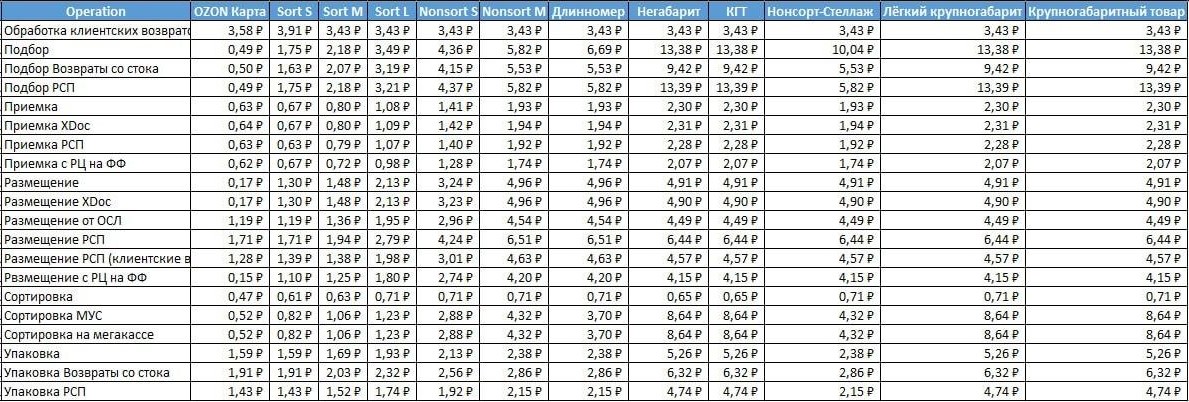 Operation OZON Карта Sort S Sort M Sort L Nonsort S Nonsort M Длинномер Негабарит КГТ Нонсорт-Стеллаж Лёгкий крупногабарит Крупногабаритный товар
Обработка клиентских возврато 3,58 ₽ 3,91 ₽ 3,43 ₽ 3,43 ₽ 3,43 ₽ 3,43 ₽ 3,43 ₽ 3,43 ₽ 3,43 ₽ 3,43 ₽ 3,43 ₽ 3,43 ₽
Подбор 0,49 ₽ 1,75 ₽ 2,18 ₽ 3,49 ₽ 4,36 ₽ 5,82 ₽ 6,69 ₽ 13,38 ₽ 13,38 ₽ 10,04 ₽ 13,38 ₽ 13,38 ₽
Подбор Возвраты со стока 0,50 ₽ 1,63 ₽ 2,07 ₽ 3,19 ₽ 4,15 ₽ 5,53 ₽ 5,53 ₽ 9,42 ₽ 9,42 ₽ 5,53 ₽ 9,42 ₽ 9,42 ₽
Подбор РСП 0,49 ₽ 1,75 ₽ 2,18 ₽ 3,21 ₽ 4,37 ₽ 5,82 ₽ 5,82 ₽ 13,39 ₽ 13,39 ₽ 5,82 ₽ 13,39 ₽ 13,39 ₽
Приемка 0,63 ₽ 0,67 ₽ 0,80 ₽ 1,08 ₽ 1,41 ₽ 1,93 ₽ 1,93 ₽ 2,30 ₽ 2,30 ₽ 1,93 ₽ 2,30 ₽ 2,30 ₽
Приемка XDoc 0,64 ₽ 0,67 ₽ 0,80 ₽ 1,09 ₽ 1,42 ₽ 1,94 ₽ 1,94 ₽ 2,31 ₽ 2,31 ₽ 1,94 ₽ 2,31 ₽ 2,31 ₽
Приемка РСП 0,63 ₽ 0,63 ₽ 0,79 ₽ 1,07 ₽ 1,40 ₽ 1,92 ₽ 1,92 ₽ 2,28 ₽ 2,28 ₽ 1,92 ₽ 2,28 ₽ 2,28 ₽
Приемка с РЦ на ФФ 0,62 ₽ 0,67 ₽ 0,72 ₽ 0,98 ₽ 1,28 ₽ 1,74 ₽ 1,74 ₽ 2,07 ₽ 2,07 ₽ 1,74 ₽ 2,07 ₽ 2,07 ₽
Размещение 0,17 ₽ 1,30 ₽ 1,48 ₽ 2,13 ₽ 3,24 ₽ 4,96 ₽ 4,96 ₽ 4,91 ₽ 4,91 ₽ 4,91 ₽ 4,91 ₽ 4,91 ₽
Размещение XDoc 0,17 ₽ 1,30 ₽ 1,48 ₽ 2,13 ₽ 3,23 ₽ 4,96 ₽ 4,96 ₽ 4,90 ₽ 4,90 ₽ 4,90 ₽ 4,90 ₽ 4,90 ₽
Размещение от ОСЛ 1,19 ₽ 1,19 ₽ 1,36 ₽ 1,95 ₽ 2,96 ₽ 4,54 ₽ 4,54 ₽ 4,49 ₽ 4,49 ₽ 4,49 ₽ 4,49 ₽ 4,49 ₽
Размещение РСП 1,71 ₽ 1,71 ₽ 1,94 ₽ 2,79 ₽ 4,24 ₽ 6,51 ₽ 6,51 ₽ 6,44 ₽ 6,44 ₽ 6,44 ₽ 6,44 ₽ 6,44 ₽
Размещение РСП (клиентские в 1,28 ₽ 1,39 ₽ 1,38 ₽ 1,98 ₽ 3,01 ₽ 4,63 ₽ 4,63 ₽ 4,57 ₽ 4,57 ₽ 4,57 ₽ 4,57 ₽ 4,57 ₽
Рвзмещение с РЦ на ФФ 0,15 ₽ 1,10 ₽ 1,25 ₽ 1,80 ₽ 2,74 ₽ 4,20 ₽ 4,20 ₽ 4,15 ₽ 4,15 ₽ 4,15 ₽ 4,15 ₽ 4,15 ₽
Сортировка 0,47 ₽ 0,61 ₽ 0,63 ₽ 0,71 ₽ 0,71 ₽ 0,71 ₽ 0,71 ₽ 0,65 ₽ 0,65 ₽ 0,71 ₽ 0,71 ₽ 0,71 ₽
Сортировка МУС 0,52 ₽ 0,82 ₽ 1,06 ₽ 1,23 ₽ 2,88 ₽ 4,32 ₽ 3,70 ₽ 8,64 ₽ 8,64 ₽ 4,32 ₽ 8,64 ₽ 8,64 ₽
Сортировка на мегакассе 0,52 ₽ 0,82 ₽ 1,06 ₽ 1,23 ₽ 2,88 ₽ 4,32 ₽ 3,70 ₽ 8,64 ₽ 8,64 ₽ 4,32 ₽ 8,64 ₽ 8,64 ₽
Упаковка 1,59 ₽ 1,59 ₽ 1,69 ₽ 1,93 ₽ 2,13 ₽ 2,38 ₽ 2,38 ₽ 5,26 ₽ 5,26 ₽ 2,38 ₽ 5,26 ₽ 5,26 ₽
Упаковка Возвраты со стока 1,91 ₽ 1,91 ₽ 2,03 ₽ 2,32 ₽ 2,56 ₽ 2,86 ₽ 2,86 ₽ 6,32 ₽ 6,32 ₽ 2,86 ₽ 6,32 ₽ 6,32 ₽
Упаковка РСП 1,43 ₽ 1,43 ₽ 1,52 ₽ 1,74 ₽ 1,92 ₽ 2,15 ₽ 2,15 ₽ 4,74 ₽ 4,74 ₽ 2,15 ₽ 4,74 ₽ 4,74 ₽